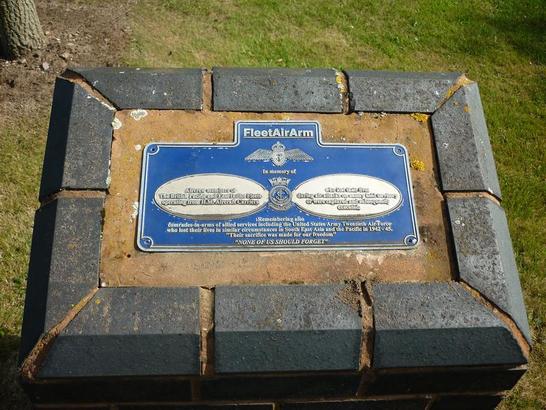 FleetAirArm
In memory of
Aircrew members of
The British Pacific and East Indies Fleets
operating from H.M. Aircraft Carriers
who lost their lives
during air attacks on enemy held territory
or were captured and subsequently
executed.
Remembering also
Comrades-in-arms of allied services including the United States Army Twentieth Air Force
who lost their lives in similar circumstances in South East Asia and the Pacific in 1942-45.
"Their sacrifice was made for our freedom"
"NONE OF US SHOULD FORGET"